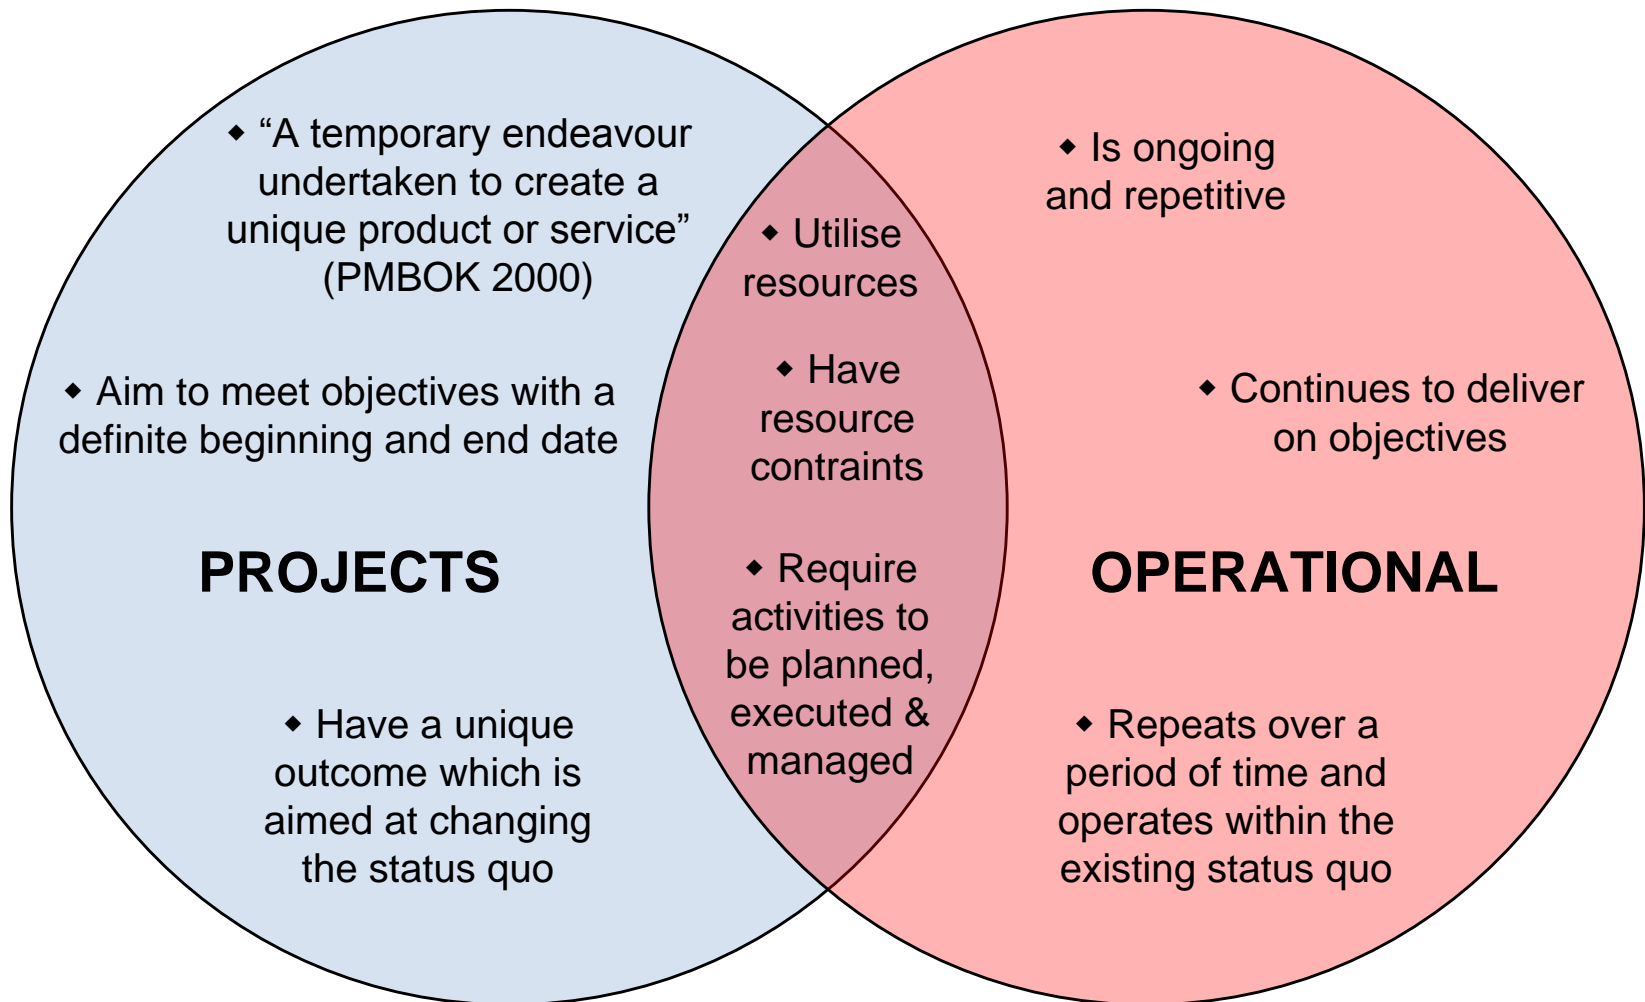 ◆ “A temporary endeavour
undertaken to create a
unique product or service”
(PMBOK 2000)
◆ Aim to meet objectives with a
definite beginning and end date
PROJECTS
◆ Have a unique
outcome which is
aimed at changing
the status quo
◆ Utilise
resources
◆ Have
resource
contraints
◆ Require
activities to
be planned,
executed &
managed
◆ Is ongoing
and repetitive
◆ Continues to deliver
on objectives
OPERATIONAL
◆ Repeats over a
period of time and
operates within the
existing status quo